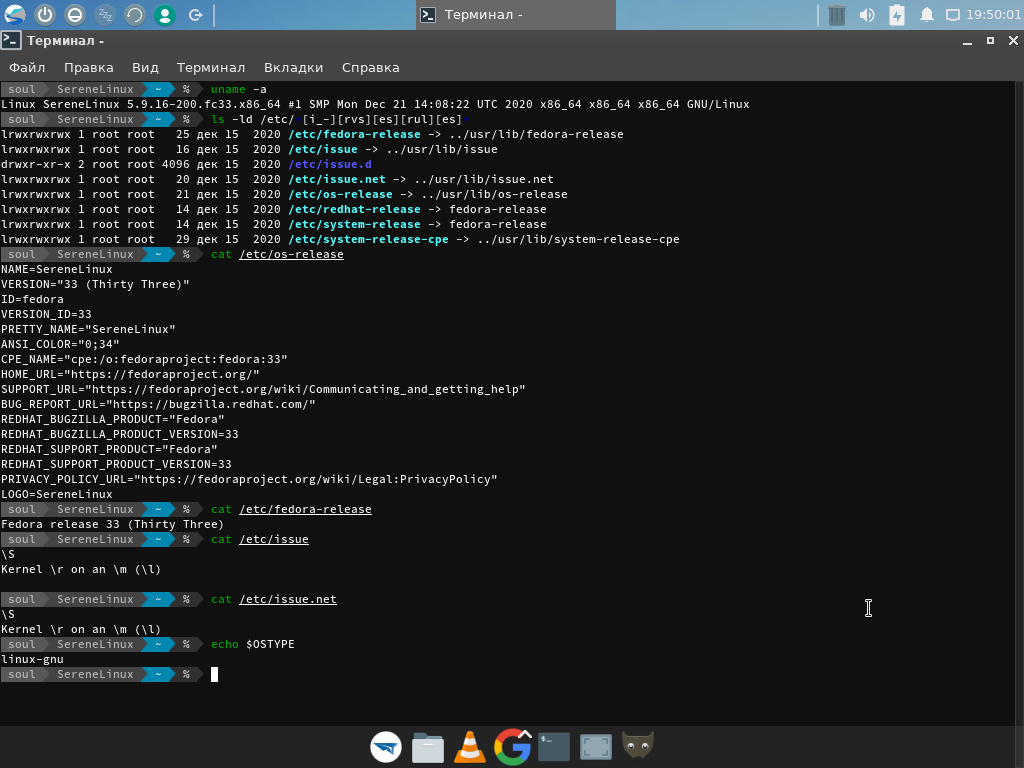 Терминал -
19:50:01
Терминал -
Файл Правка Вид Терминал Вкладки Справка
soul SereneLinux ~ % uname -a
Linux SereneLinux 5.9.16-200.fc33.x86_64 #1 SMP Mon Dec 21 14:08:22 UTC 2020 x86_64 x86_64 x86_64 GNU/Linux
soul SereneLinux ~ % ls -ld /etc/*[i_-][rvs][es][rul][es]*
lrwxrwxrwx 1 root root   25 дек 15  2020 /etc/fedora-release -> ../usr/lib/fedora-release
lrwxrwxrwx 1 root root   16 дек 15  2020 /etc/issue -> ../usr/lib/issue
drwxr-xr-x 2 root root 4096 дек 15  2020 /etc/issue.d
lrwxrwxrwx 1 root root   20 дек 15  2020 /etc/issue.net -> ../usr/lib/issue.net
lrwxrwxrwx 1 root root   21 дек 15  2020 /etc/os-release -> ../usr/lib/os-release
lrwxrwxrwx 1 root root   14 дек 15  2020 /etc/redhat-release -> fedora-release
lrwxrwxrwx 1 root root   14 дек 15  2020 /etc/system-release -> fedora-release
lrwxrwxrwx 1 root root   29 дек 15  2020 /etc/system-release-cpe -> ../usr/lib/system-release-cpe
soul SereneLinux ~ % cat /etc/os-release
NAME=SereneLinux
VERSION="33 (Thirty Three)"
ID=fedora
VERSION_ID=33
PRETTY_NAME="SereneLinux"
ANSI_COLOR="0;34"
CPE_NAME="cpe:/o:fedoraproject:fedora:33"
HOME_URL="https://fedoraproject.org/"
SUPPORT_URL="https://fedoraproject.org/wiki/Communicating_and_getting_help"
BUG_REPORT_URL="https://bugzilla.redhat.com/"
REDHAT_BUGZILLA_PRODUCT="Fedora"
REDHAT_BUGZILLA_PRODUCT_VERSION=33
REDHAT_SUPPORT_PRODUCT="Fedora"
REDHAT_SUPPORT_PRODUCT_VERSION=33
PRIVACY_POLICY_URL="https://fedoraproject.org/wiki/Legal:PrivacyPolicy"
LOGO=SereneLinux
soul SereneLinux ~ % cat /etc/fedora-release
Fedora release 33 (Thirty Three)
soul SereneLinux ~ % cat /etc/issue
\S
Kernel \r on an \m (\l)
soul SereneLinux ~ % cat /etc/issue.net
\S
Kernel \r on an \m (\l)
soul SereneLinux ~ % echo $OSTYPE
linux-gnu
soul SereneLinux ~ %